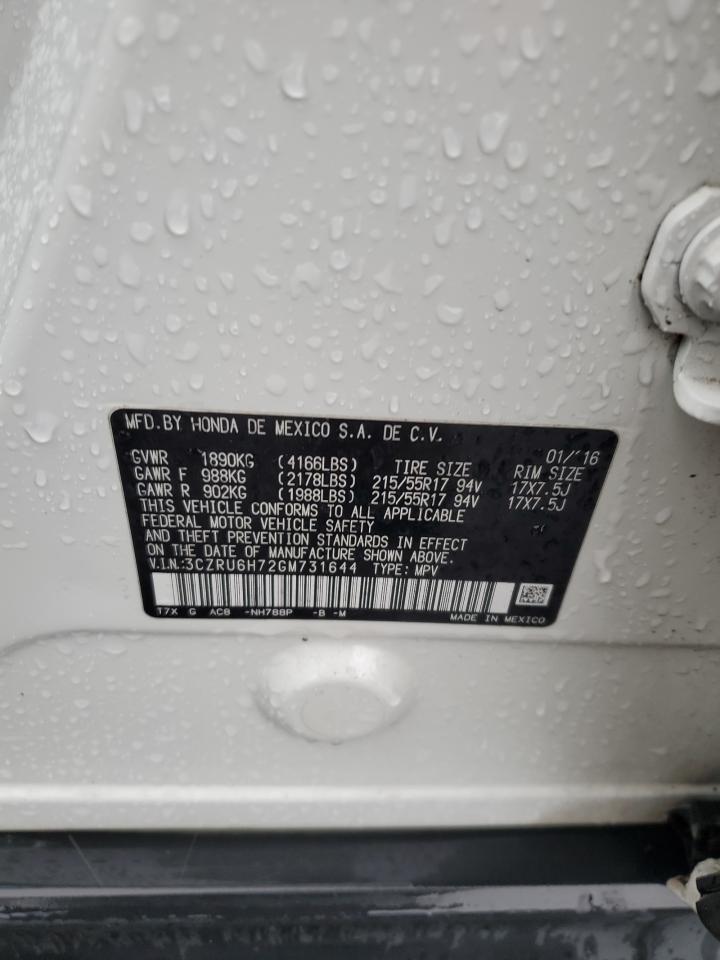 MFD.BY HONDA DE MEXICO S.A. DE C.V.
01/'16
GVWR 1890KG (4166LBS) TIRE SIZE RIM SIZE
GAWR F 988KG (2178LBS) 215/55R17 94V 17X7.5J
GAWR R 902KG (1988LBS) 215/55R17 94V 17X7.5J
THIS VEHICLE CONFORMS TO ALL APPLICABLE
FEDERAL MOTOR VEHICLE SAFETY
AND THEFT PREVENTION STANDARDS IN EFFECT
ON THE DATE OF MANUFACTURE SHOWN ABOVE.
V.I.N.:3CZRU6H72GM731644 TYPE: MPV
T7X G AC8 -NH788P -B -M
MADE IN MEXICO